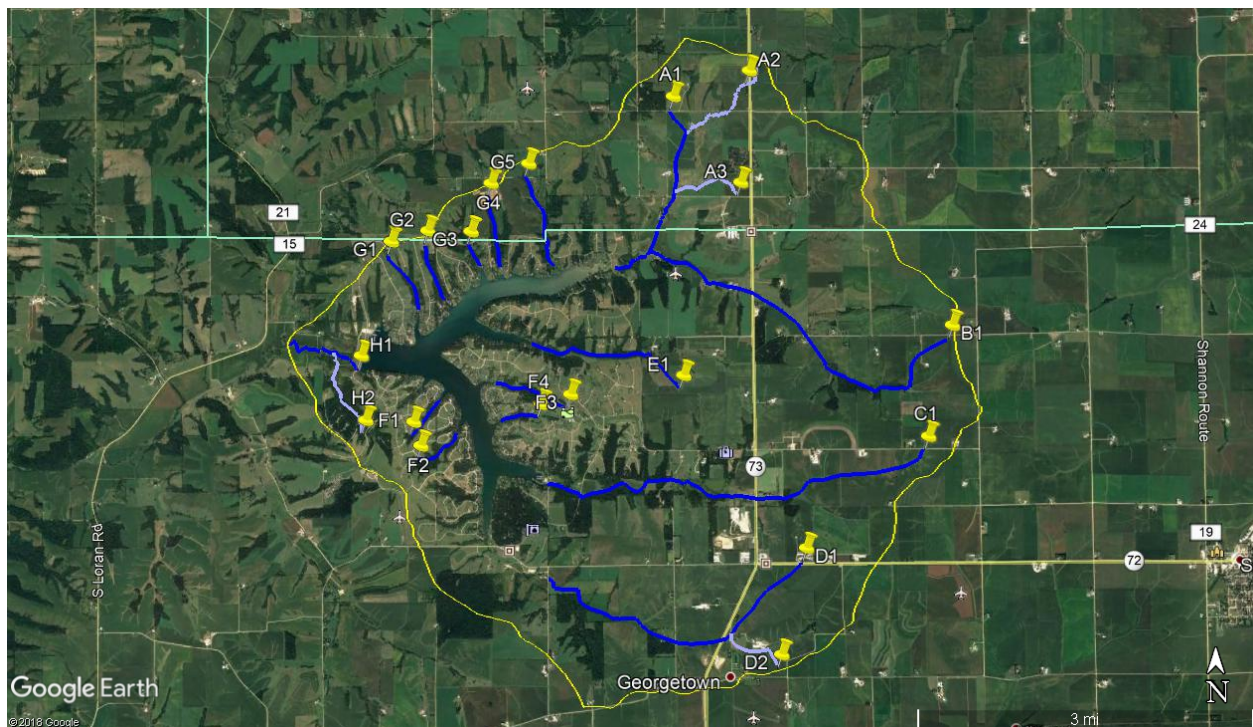 A2
A1
G5
A3
G4
21
G2
24
15
G1
G3
B1
H1
E1
Shannon Route
F4
H2
F3
F1
C1
F2
73
S Loran Rd
19
D1
72
S
D2
Georgetown
Google Earth
N
©2018 Google
3 mi